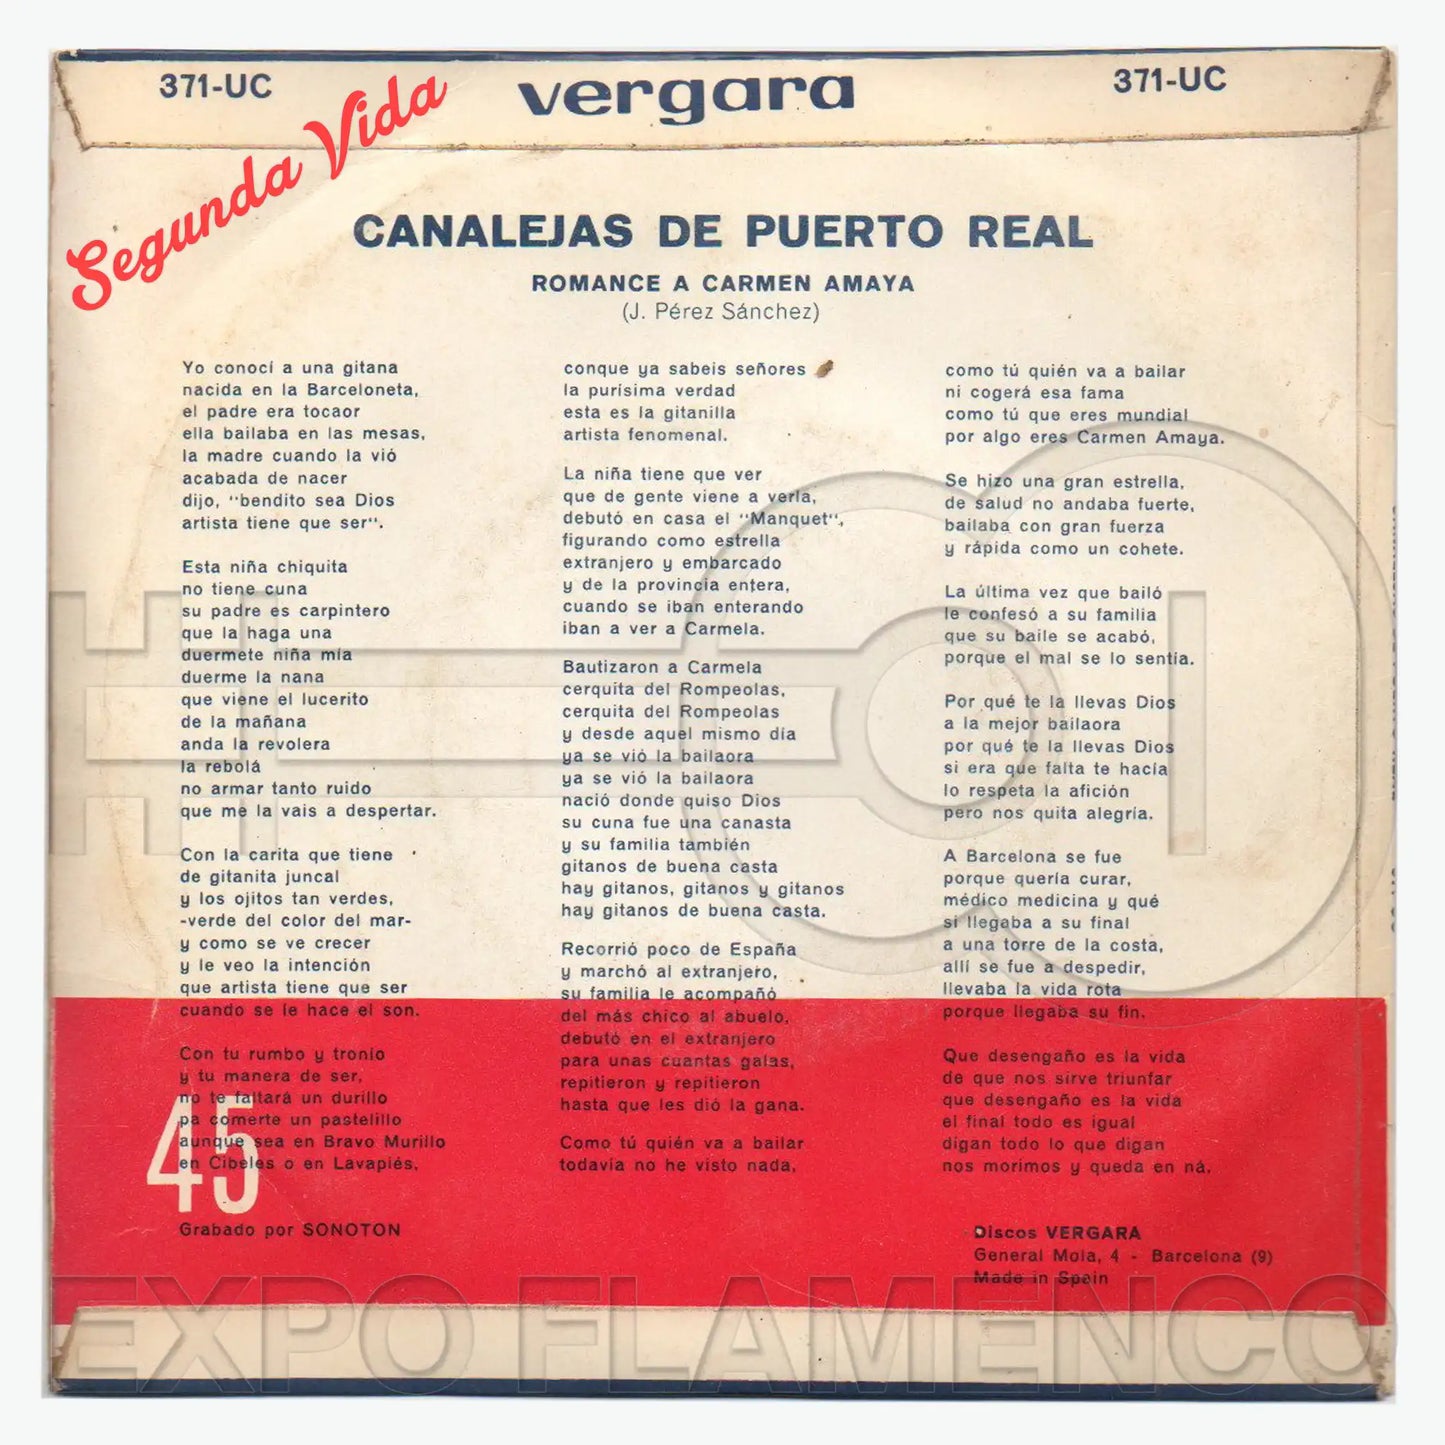 371-UC
vergara
371-UC
Segunda Vida
CANALEJAS DE PUERTO REAL
ROMANCE A CARMEN AMAYA
(J. Pérez Sánchez)
Yo conocí a una gitana
nacida en la Barceloneta,
el padre era tocaor
ella bailaba en las mesas,
la madre cuando la vió
acabada de nacer
dijo, "bendito sea Dios
artista tiene que ser".
Esta niña chiquita
no tiene cuna
su padre es carpintero
que la haga una
duermete niña mía
duerme la nana
que viene el lucerito
de la mañana
anda la revolera
la rebolá
no armar tanto ruido
que me la vais a despertar.
Con la carita que tiene
de gitanita juncal
y los ojitos tan verdes,
-verde del color del mar-
y como se ve crecer
y le veo la intención
que artista tiene que ser
cuando se le hace el son.
Con tu rumbo y tronio
y tu manera de ser,
no te faltará un durillo
pa comerte un pastelillo
aunque sea en Bravo Murillo
en Cibeles o en Lavapiés,
conque ya sabeis señores
la purísima verdad
esta es la gitanilla
artista fenomenal.
La niña tiene que ver
que de gente viene a verla,
debutó en casa el "Manquet",
figurando como estrella
extranjero y embarcado
y de la provincia entera,
cuando se iban enterando
iban a ver a Carmela.
Bautizaron a Carmela
cerquita del Rompeolas,
cerquita del Rompeolas
y desde aquel mismo día
ya se vió la bailaora
ya se vió la bailaora
nació donde quiso Dios
su cuna fue una canasta
y su familia también
gitanos de buena casta
hay gitanos, gitanos y gitanos
hay gitanos de buena casta.
Recorrió poco de España
y marchó al extranjero,
su familia le acompañó
del más chico al abuelo,
debutó en el extranjero
para unas cuantas galas,
repitieron y repitieron
hasta que les dió la gana.
Como tú quién va a bailar
todavía no he visto nada,
como tú quién va a bailar
ni cogerá esa fama
como tú que eres mundial
por algo eres Carmen Amaya.
Se hizo una gran estrella,
de salud no andaba fuerte,
bailaba con gran fuerza
y rápida como un cohete.
La última vez que bailó
le confesó a su familia
que su baile se acabó,
porque el mal se lo sentía.
Por qué te la llevas Dios
a la mejor bailaora
por qué te la llevas Dios
si era que falta te hacía
lo respeta la afición
pero nos quita alegría.
A Barcelona se fue
porque quería curar,
médico medicina y qué
si llegaba a su final
a una torre de la costa,
allí se fue a despedir,
llevaba la vida rota
porque llegaba su fin.
Que desengaño es la vida
de que nos sirve triunfar
que desengaño es la vida
el final todo es igual
digan todo lo que digan
nos morimos y queda en ná.
45
Grabado por SONOTON
Discos VERGARA
General Mola, 4 - Barcelona (9)
Made in Spain
EXPO FLAMENCO